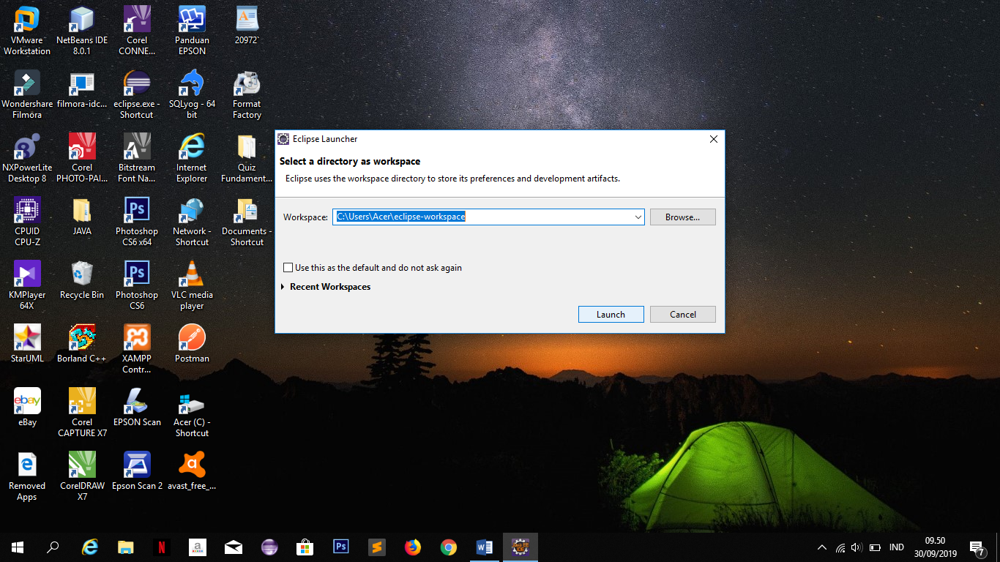 VMware
Workstation
NetBeans IDE
8.0.1
Corel
CONNE...
Panduan
EPSON
20972`
Wondershare
Filmora
filmora-idc...
eclipse.exe -
Shortcut
SQLyog - 64
bit
Format
Factory
NXPowerLite
Desktop 8
Corel
PHOTO-PAI...
Bitstream
Font Na...
Internet
Explorer
Quiz
Fundament...
CPUID
CPU-Z
JAVA
Photoshop
CS6 x64
Network -
Shortcut
Documents -
Shortcut
KMPlayer
64X
Recycle Bin
Photoshop
CS6
VLC media
player
StarUML
Borland C++
XAMPP
Contr...
Postman
eBay
Corel
CAPTURE X7
EPSON Scan
Acer (C) -
Shortcut
Removed
Apps
CorelDRAW
X7
Epson Scan 2
avast_free_...
Eclipse Launcher
Select a directory as workspace
Eclipse uses the workspace directory to store its preferences and development artifacts.
Workspace: C:\Users\Acer\eclipse-workspace Browse...
Use this as the default and do not ask again
Recent Workspaces
Launch Cancel
IND
09.50
30/09/2019
7